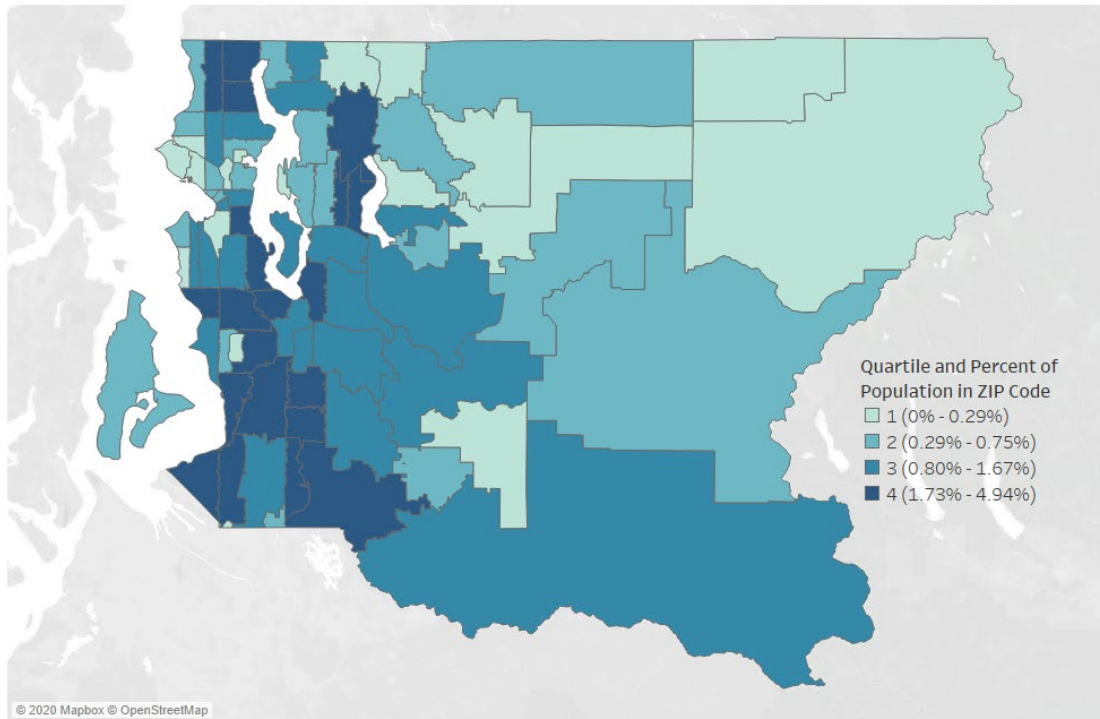 Quartile and Percent of
Population in ZIP Code
1 (0% - 0.29%)
2 (0.29% - 0.75%)
3 (0.80% - 1.67%)
4 (1.73% - 4.94%)
© 2020 Mapbox © OpenStreetMap